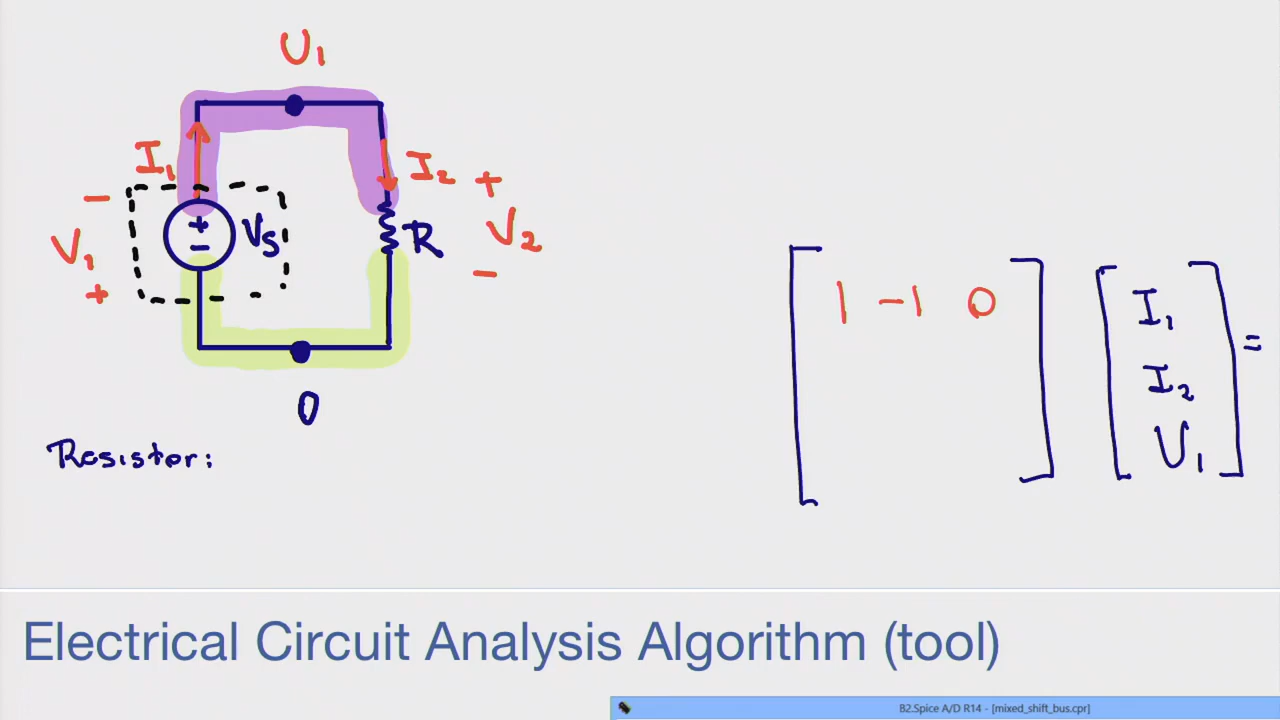 U1
I1
I2
+
-
V1
+
+
-
Vs
R
V2
-
0
1 -1 0
I1
I2
U1
=
Resistor:
Electrical Circuit Analysis Algorithm (tool)
B2.Spice A/D R14 - [mixed_shift_bus.cpr]